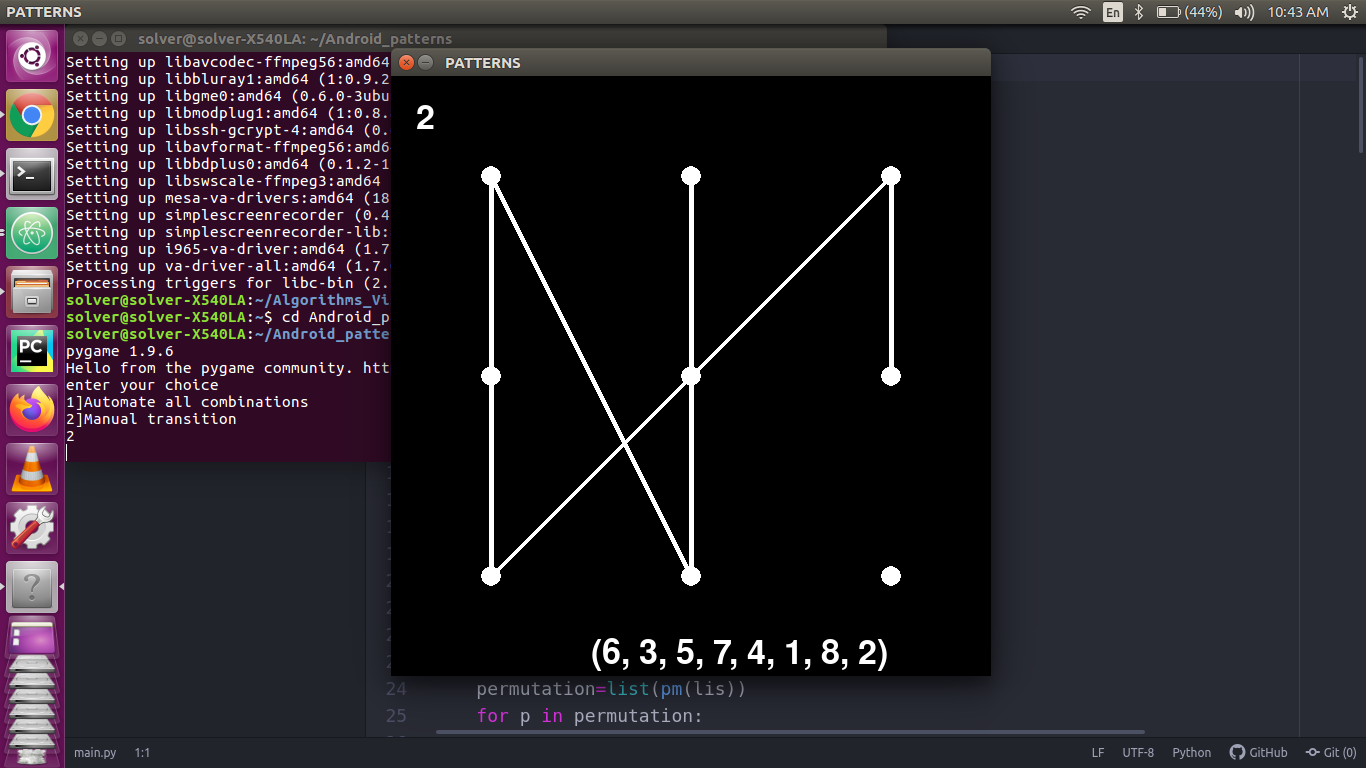 PATTERNS
En
(44%)
10:43 AM
solver@solver-X540LA: ~/Android_patterns
Setting up libavcodec-ffmpeg56:amd64
Setting up libbluray1:amd64 (1:0.9.2
Setting up libgme0:amd64 (0.6.0-3ubu
Setting up libmodplug1:amd64 (1:0.8.
Setting up libssh-gcrypt-4:amd64 (0.
Setting up libavformat-ffmpeg56:amd6
Setting up libbdplus0:amd64 (0.1.2-1
Setting up libswscale-ffmpeg3:amd64
Setting up mesa-va-drivers:amd64 (18
Setting up simplescreenrecorder (0.4
Setting up simplescreenrecorder-lib:
Setting up i965-va-driver:amd64 (1.7
Setting up va-driver-all:amd64 (1.7.
Processing triggers for libc-bin (2.
solver@solver-X540LA:~/Algorithms_Vi
solver@solver-X540LA:~$ cd Android_p
solver@solver-X540LA:~/Android_patte
pygame 1.9.6
Hello from the pygame community. htt
enter your choice
1]Automate all combinations
2]Manual transition
2
PATTERNS
2
(6, 3, 5, 7, 4, 1, 8, 2)
24 permutation=list(pm(lis))
25 for p in permutation:
PC
main.py 1:1
LF UTF-8 Python GitHub Git (0)